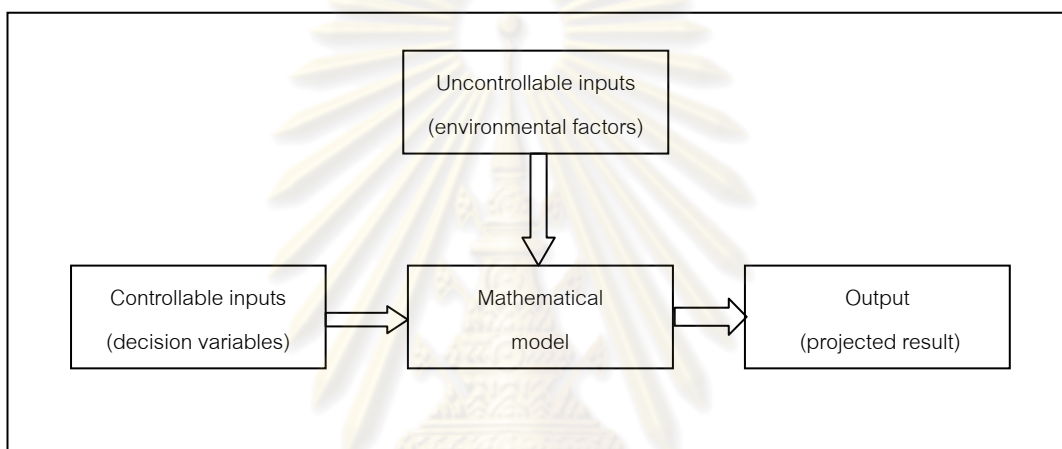 Uncontrollable inputs
(environmental factors)
Controllable inputs
(decision variables)
Mathematical
model
Output
(projected result)